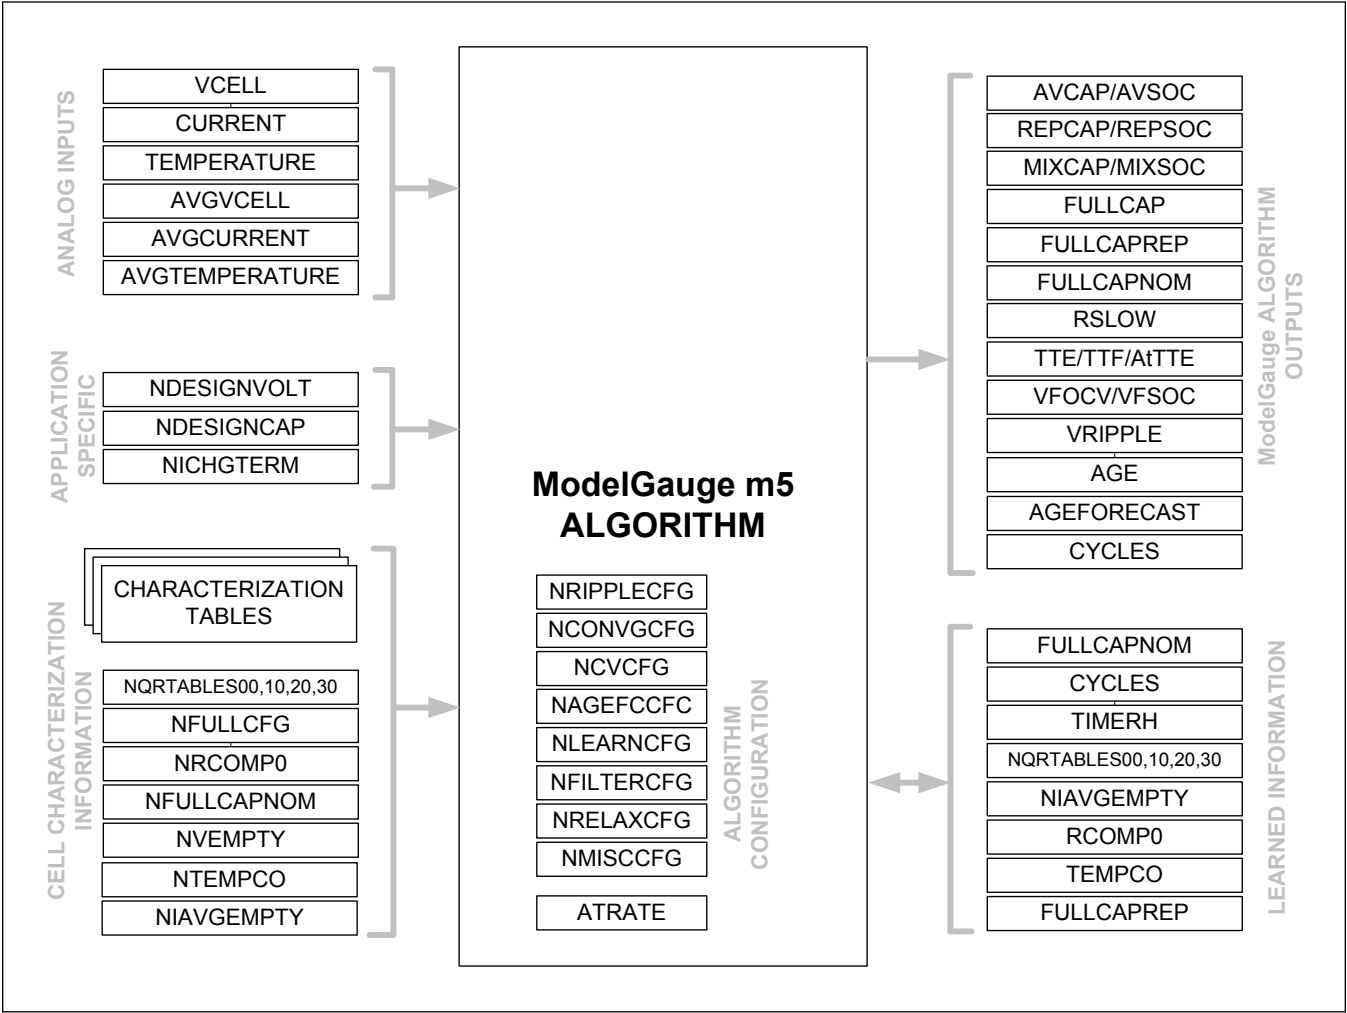 ANALOG INPUTS
VCELL
CURRENT
TEMPERATURE
AVGVCELL
AVGCURRENT
AVGTEMPERATURE
APPLICATION
SPECIFIC
NDESIGNVOLT
NDESIGNCAP
NICHGTERM
CELL CHARACTERIZATION
INFORMATION
CHARACTERIZATION
TABLES
NQRTABLES00,10,20,30
NFULLCFG
NRCOMP0
NFULLCAPNOM
NVEMPTY
NTEMPCO
NIAVGEMPTY
ModelGauge m5
ALGORITHM
NRIPPLECFG
NCONVGCFG
NCVCFG
NAGEFCCFC
NLEARNCFG
NFILTERCFG
NRELAXCFG
NMISCCFG
ATRATE
ALGORITHM
CONFIGURATION
AVCAP/AVSOC
REPCAP/REPSOC
MIXCAP/MIXSOC
FULLCAP
FULLCAPREP
FULLCAPNOM
RSLOW
TTE/TTF/AtTTE
VFOCV/VFSOC
VRIPPLE
AGE
AGEFORECAST
CYCLES
ModelGauge ALGORITHM
OUTPUTS
FULLCAPNOM
CYCLES
TIMERH
NQRTABLES00,10,20,30
NIAVGEMPTY
RCOMP0
TEMPCO
FULLCAPREP
LEARNED INFORMATION